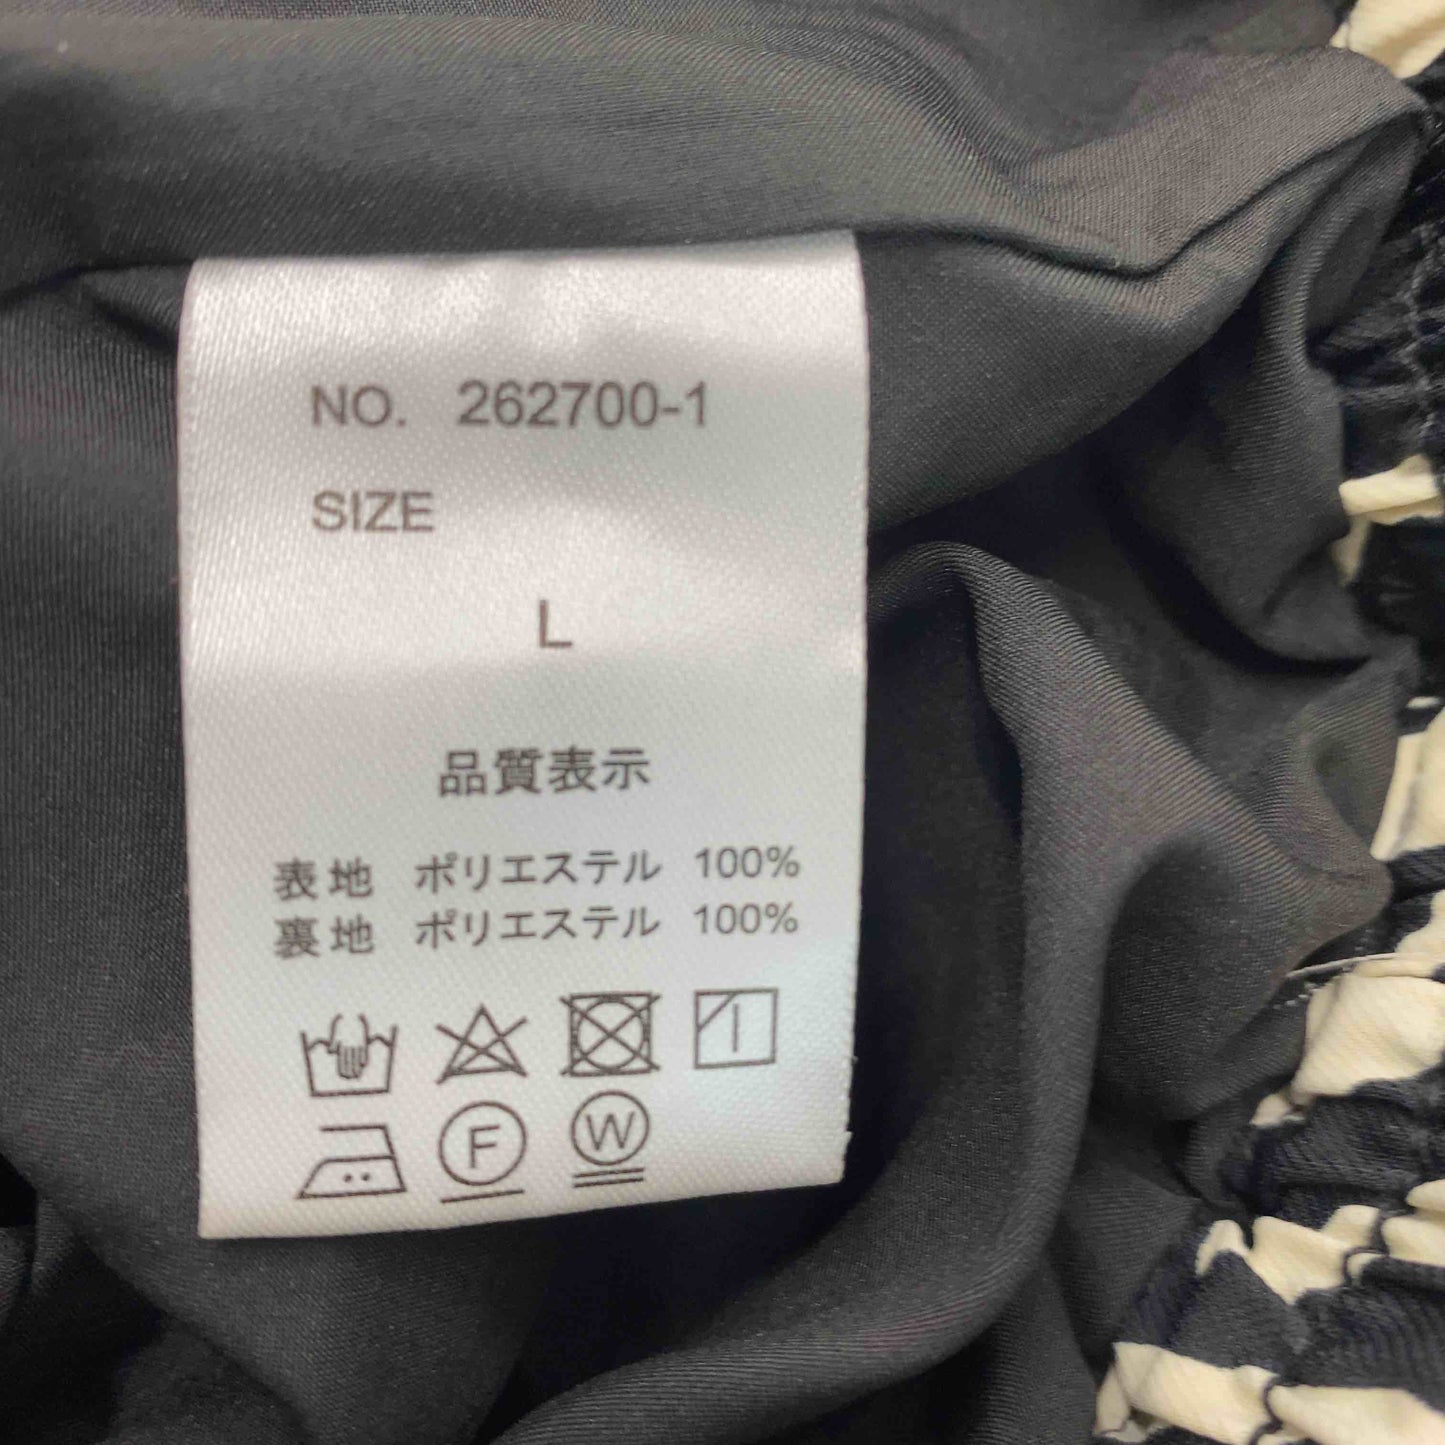 NO. 262700-1
SIZE
L
品質表示
表地 ポリエステル 100%
裏地 ポリエステル 100%
F W